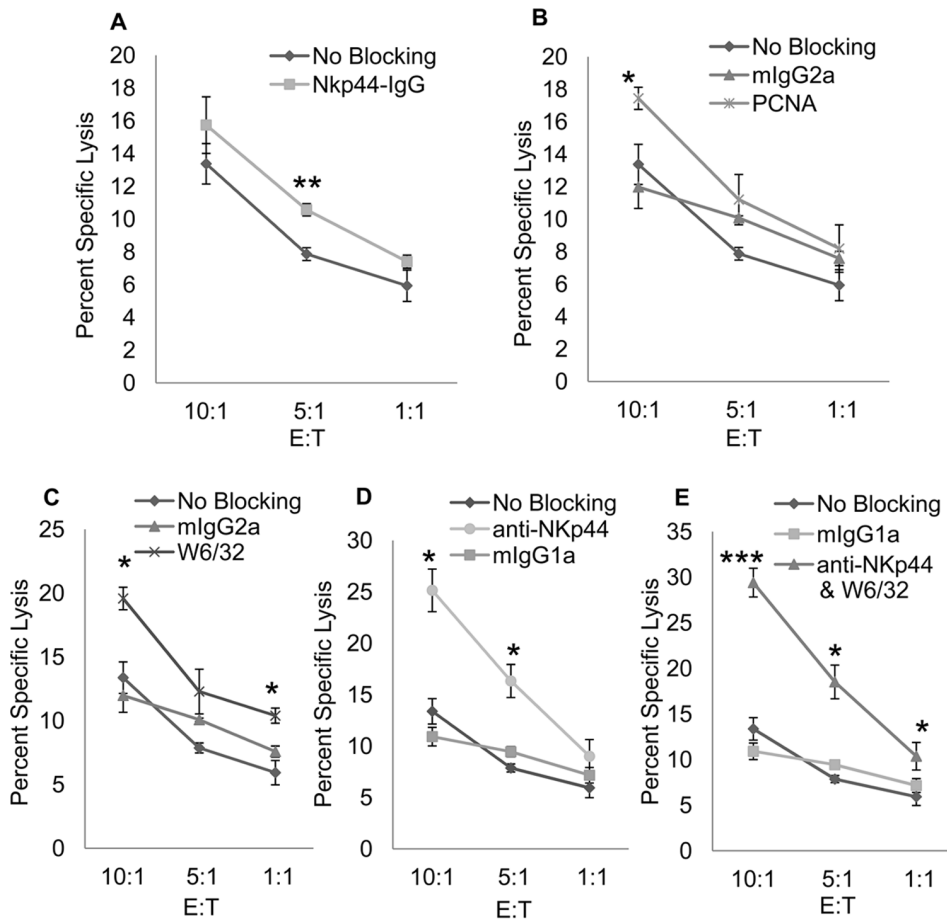 A
No Blocking
Nkp44-IgG
**
Percent Specific Lysis
20
18
16
14
12
10
8
6
4
2
0
10:1 5:1 1:1
E:T
B
No Blocking
mIgG2a
PCNA
*
Percent Specific Lysis
20
18
16
14
12
10
8
6
4
2
0
10:1 5:1 1:1
E:T
C
No Blocking
mIgG2a
W6/32
* *
Percent Specific Lysis
25
20
15
10
5
0
10:1 5:1 1:1
E:T
D
No Blocking
anti-NKp44
mIgG1a
* *
Percent Specific Lysis
30
25
20
15
10
5
0
10:1 5:1 1:1
E:T
E
No Blocking
mIgG1a
anti-NKp44
& W6/32
*** * *
Percent Specific Lysis
35
30
25
20
15
10
5
0
10:1 5:1 1:1
E:T